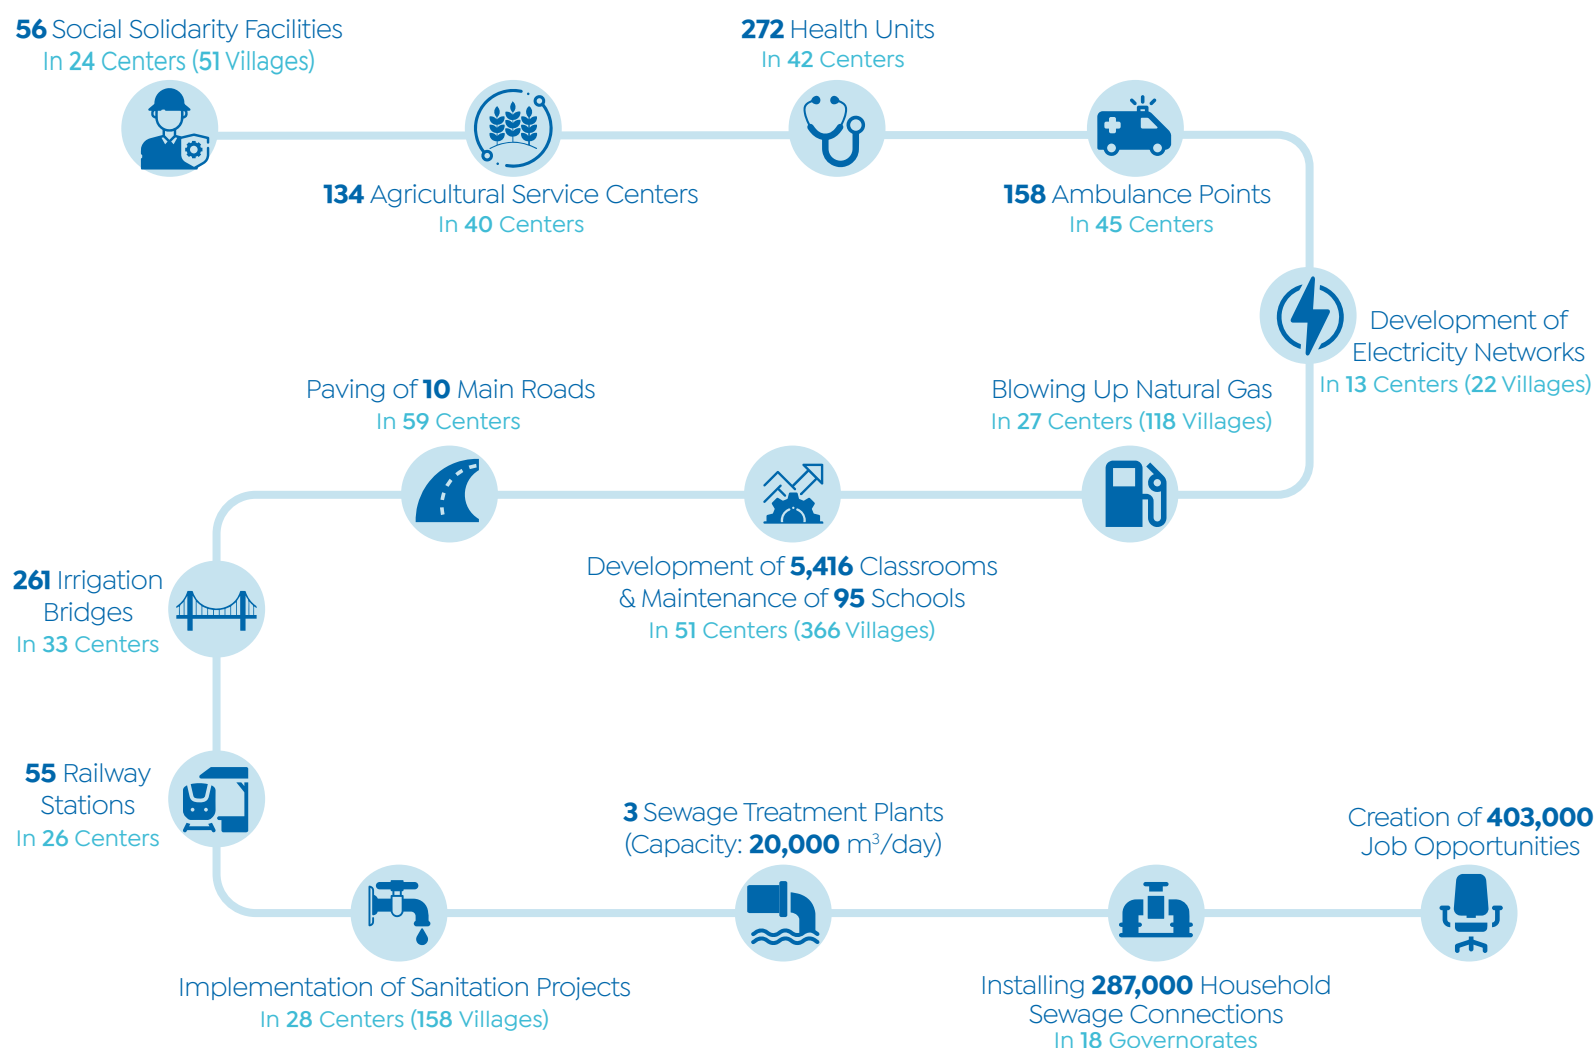 56 Social Solidarity Facilities
In 24 Centers (51 Villages)
272 Health Units
In 42 Centers
134 Agricultural Service Centers
In 40 Centers
158 Ambulance Points
In 45 Centers
Development of
Electricity Networks
In 13 Centers (22 Villages)
Blowing Up Natural Gas
In 27 Centers (118 Villages)
Development of 5,416 Classrooms
& Maintenance of 95 Schools
In 51 Centers (366 Villages)
Paving of 10 Main Roads
In 59 Centers
261 Irrigation
Bridges
In 33 Centers
55 Railway
Stations
In 26 Centers
Implementation of Sanitation Projects
In 28 Centers (158 Villages)
3 Sewage Treatment Plants
(Capacity: 20,000 m³/day)
Installing 287,000 Household
Sewage Connections
In 18 Governorates
Creation of 403,000
Job Opportunities